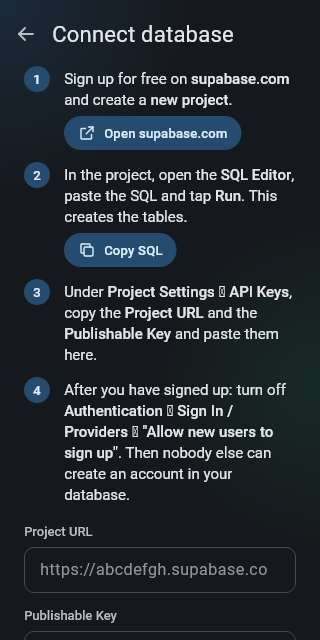 Connect database
1
Sign up for free on supabase.com
and create a new project.
Open supabase.com
2
In the project, open the SQL Editor,
paste the SQL and tap Run. This
creates the tables.
Copy SQL
3
Under Project Settings ▯ API Keys,
copy the Project URL and the
Publishable Key and paste them
here.
4
After you have signed up: turn off
Authentication ▯ Sign In /
Providers ▯ "Allow new users to
sign up". Then nobody else can
create an account in your
database.
Project URL
https://abcdefgh.supabase.co
Publishable Key